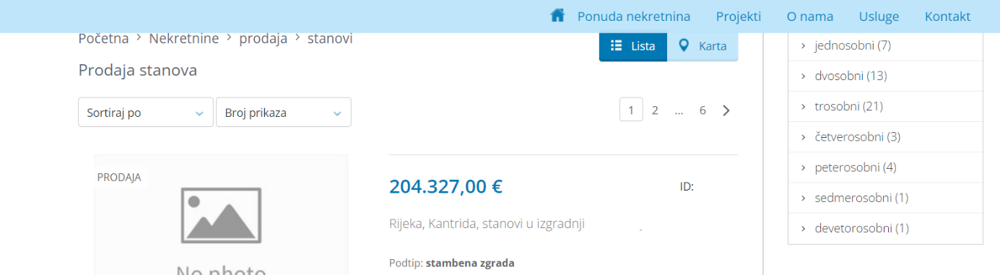 Ponuda nekretnina Projekti O nama Usluge Kontakt
Početna > Nekretnine > prodaja > stanovi
Lista Karta
Prodaja stanova
Sortiraj po Broj prikaza
1 2 ... 6 >
PRODAJA
No photo
204.327,00 € ID:
Rijeka, Kantrida, stanovi u izgradnji
Podtip: stambena zgrada
> jednosobni (7)
> dvosobni (13)
> trosobni (21)
> četverosobni (3)
> peterosobni (4)
> sedmerosobni (1)
> devetorosobni (1)